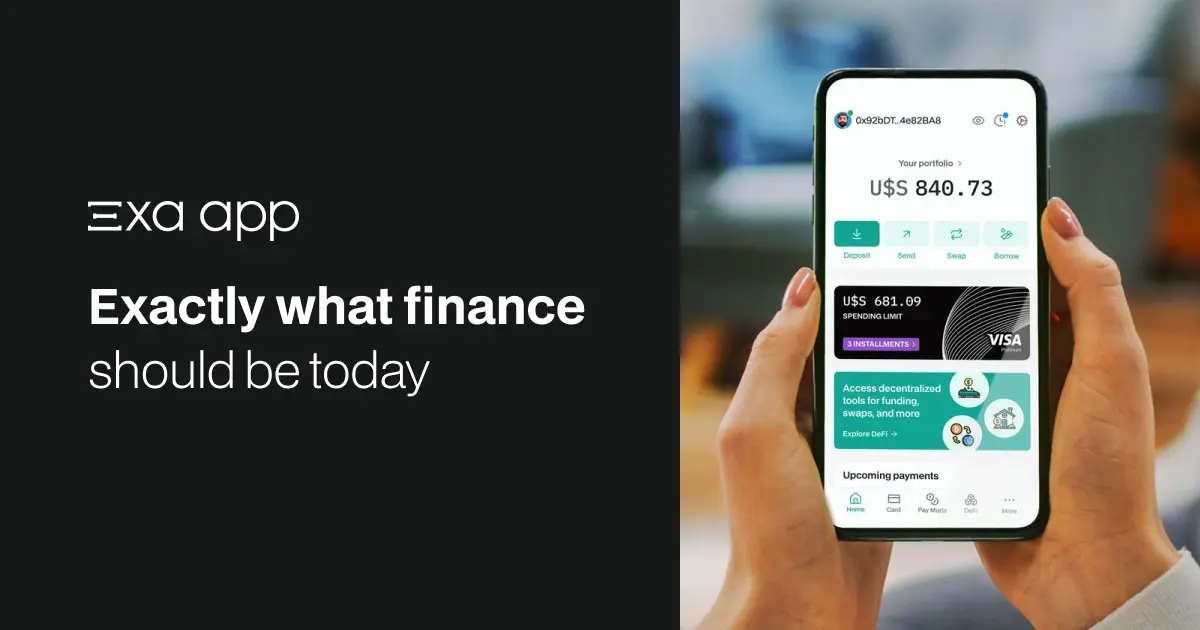 Exa app
Exactly what finance
should be today
0x92bDT...4e82BA8
Your portfolio >
U$S 840.73
Deposit
Send
Swap
Borrow
U$S 681.09
SPENDING LIMIT
3 INSTALLMENTS >
VISA
Platinum
Access decentralized
tools for funding,
swaps, and more
Explore DeFi →
Upcoming payments
Home
Card
Pay Mode
DeFi
More